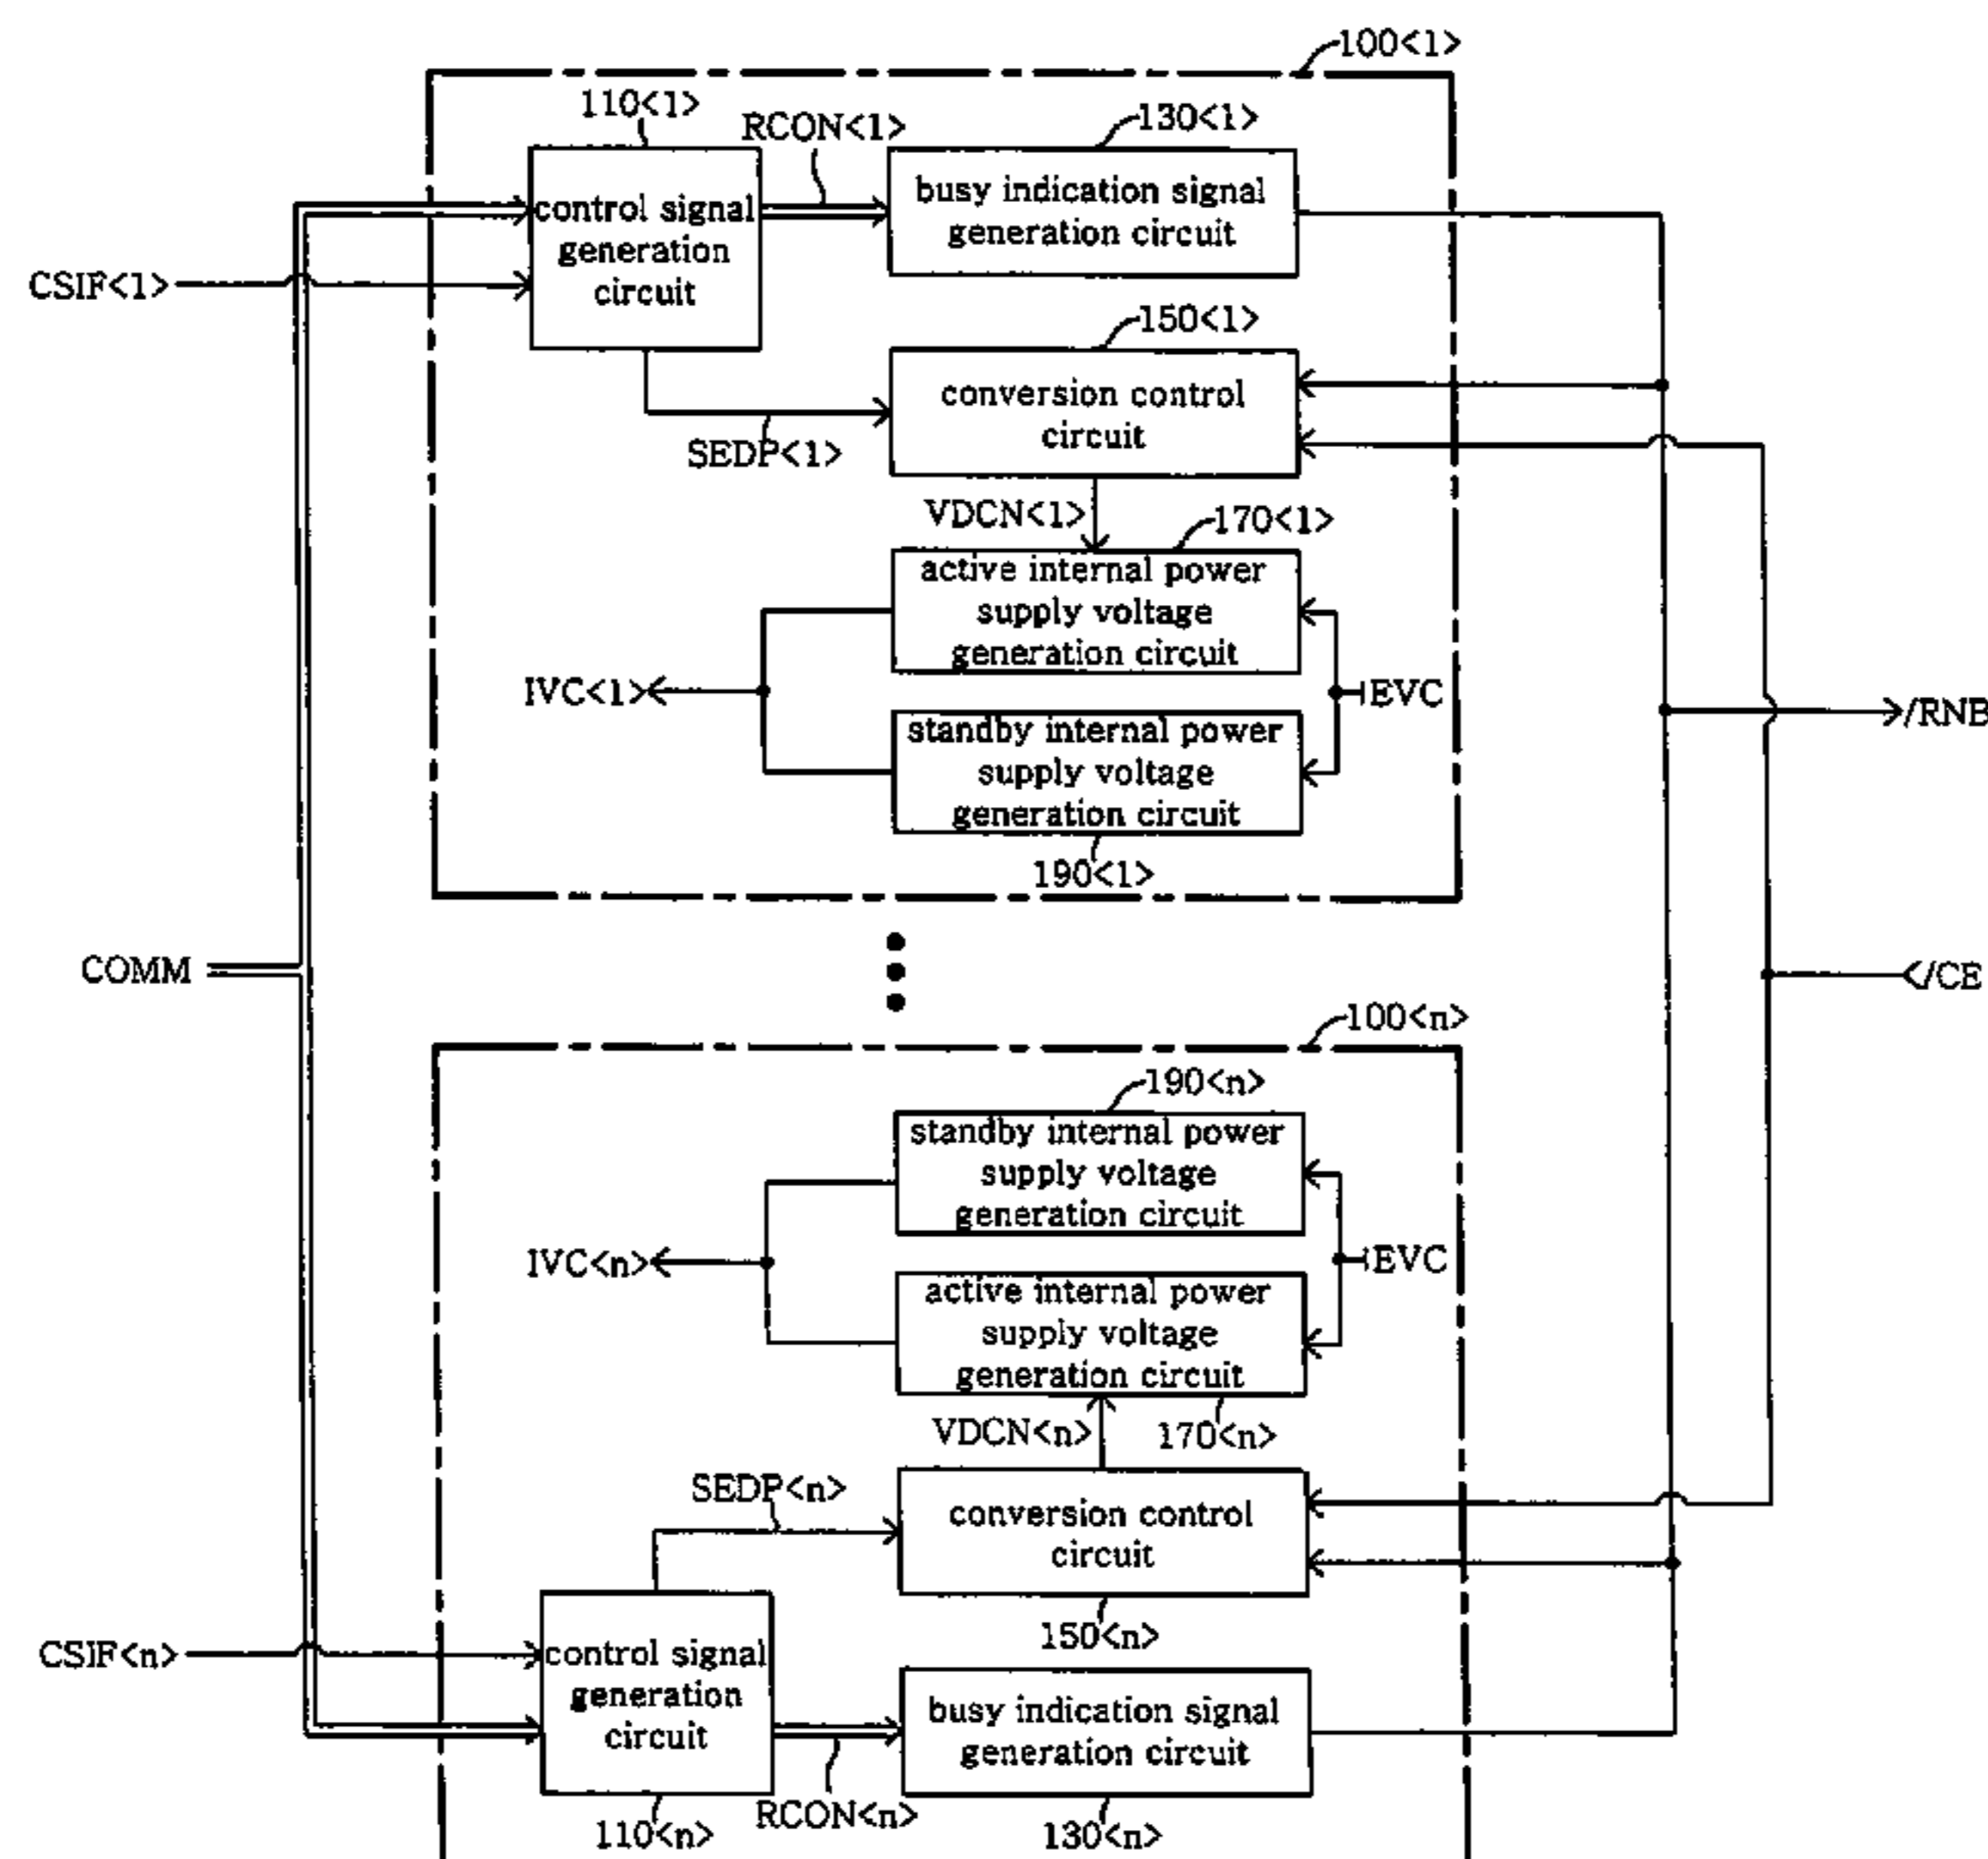 100<1>
110<1>
RCON<1>
130<1>
control signal
generation
circuit
busy indication signal
generation circuit
CSIF<1>
150<1>
conversion control
circuit
SEDP<1>
VDCN<1>
170<1>
active internal power
supply voltage
generation circuit
IVC<1>
EVC
/RNB
standby internal power
supply voltage
generation circuit
190<1>
COMM
/CE
100<n>
190<n>
standby internal power
supply voltage
generation circuit
IVC<n>
EVC
active internal power
supply voltage
generation circuit
VDCN<n>
170<n>
SEDP<n>
conversion control
circuit
150<n>
CSIF<n>
control signal
generation
circuit
busy indication signal
generation circuit
RCON<n>
110<n>
130<n>